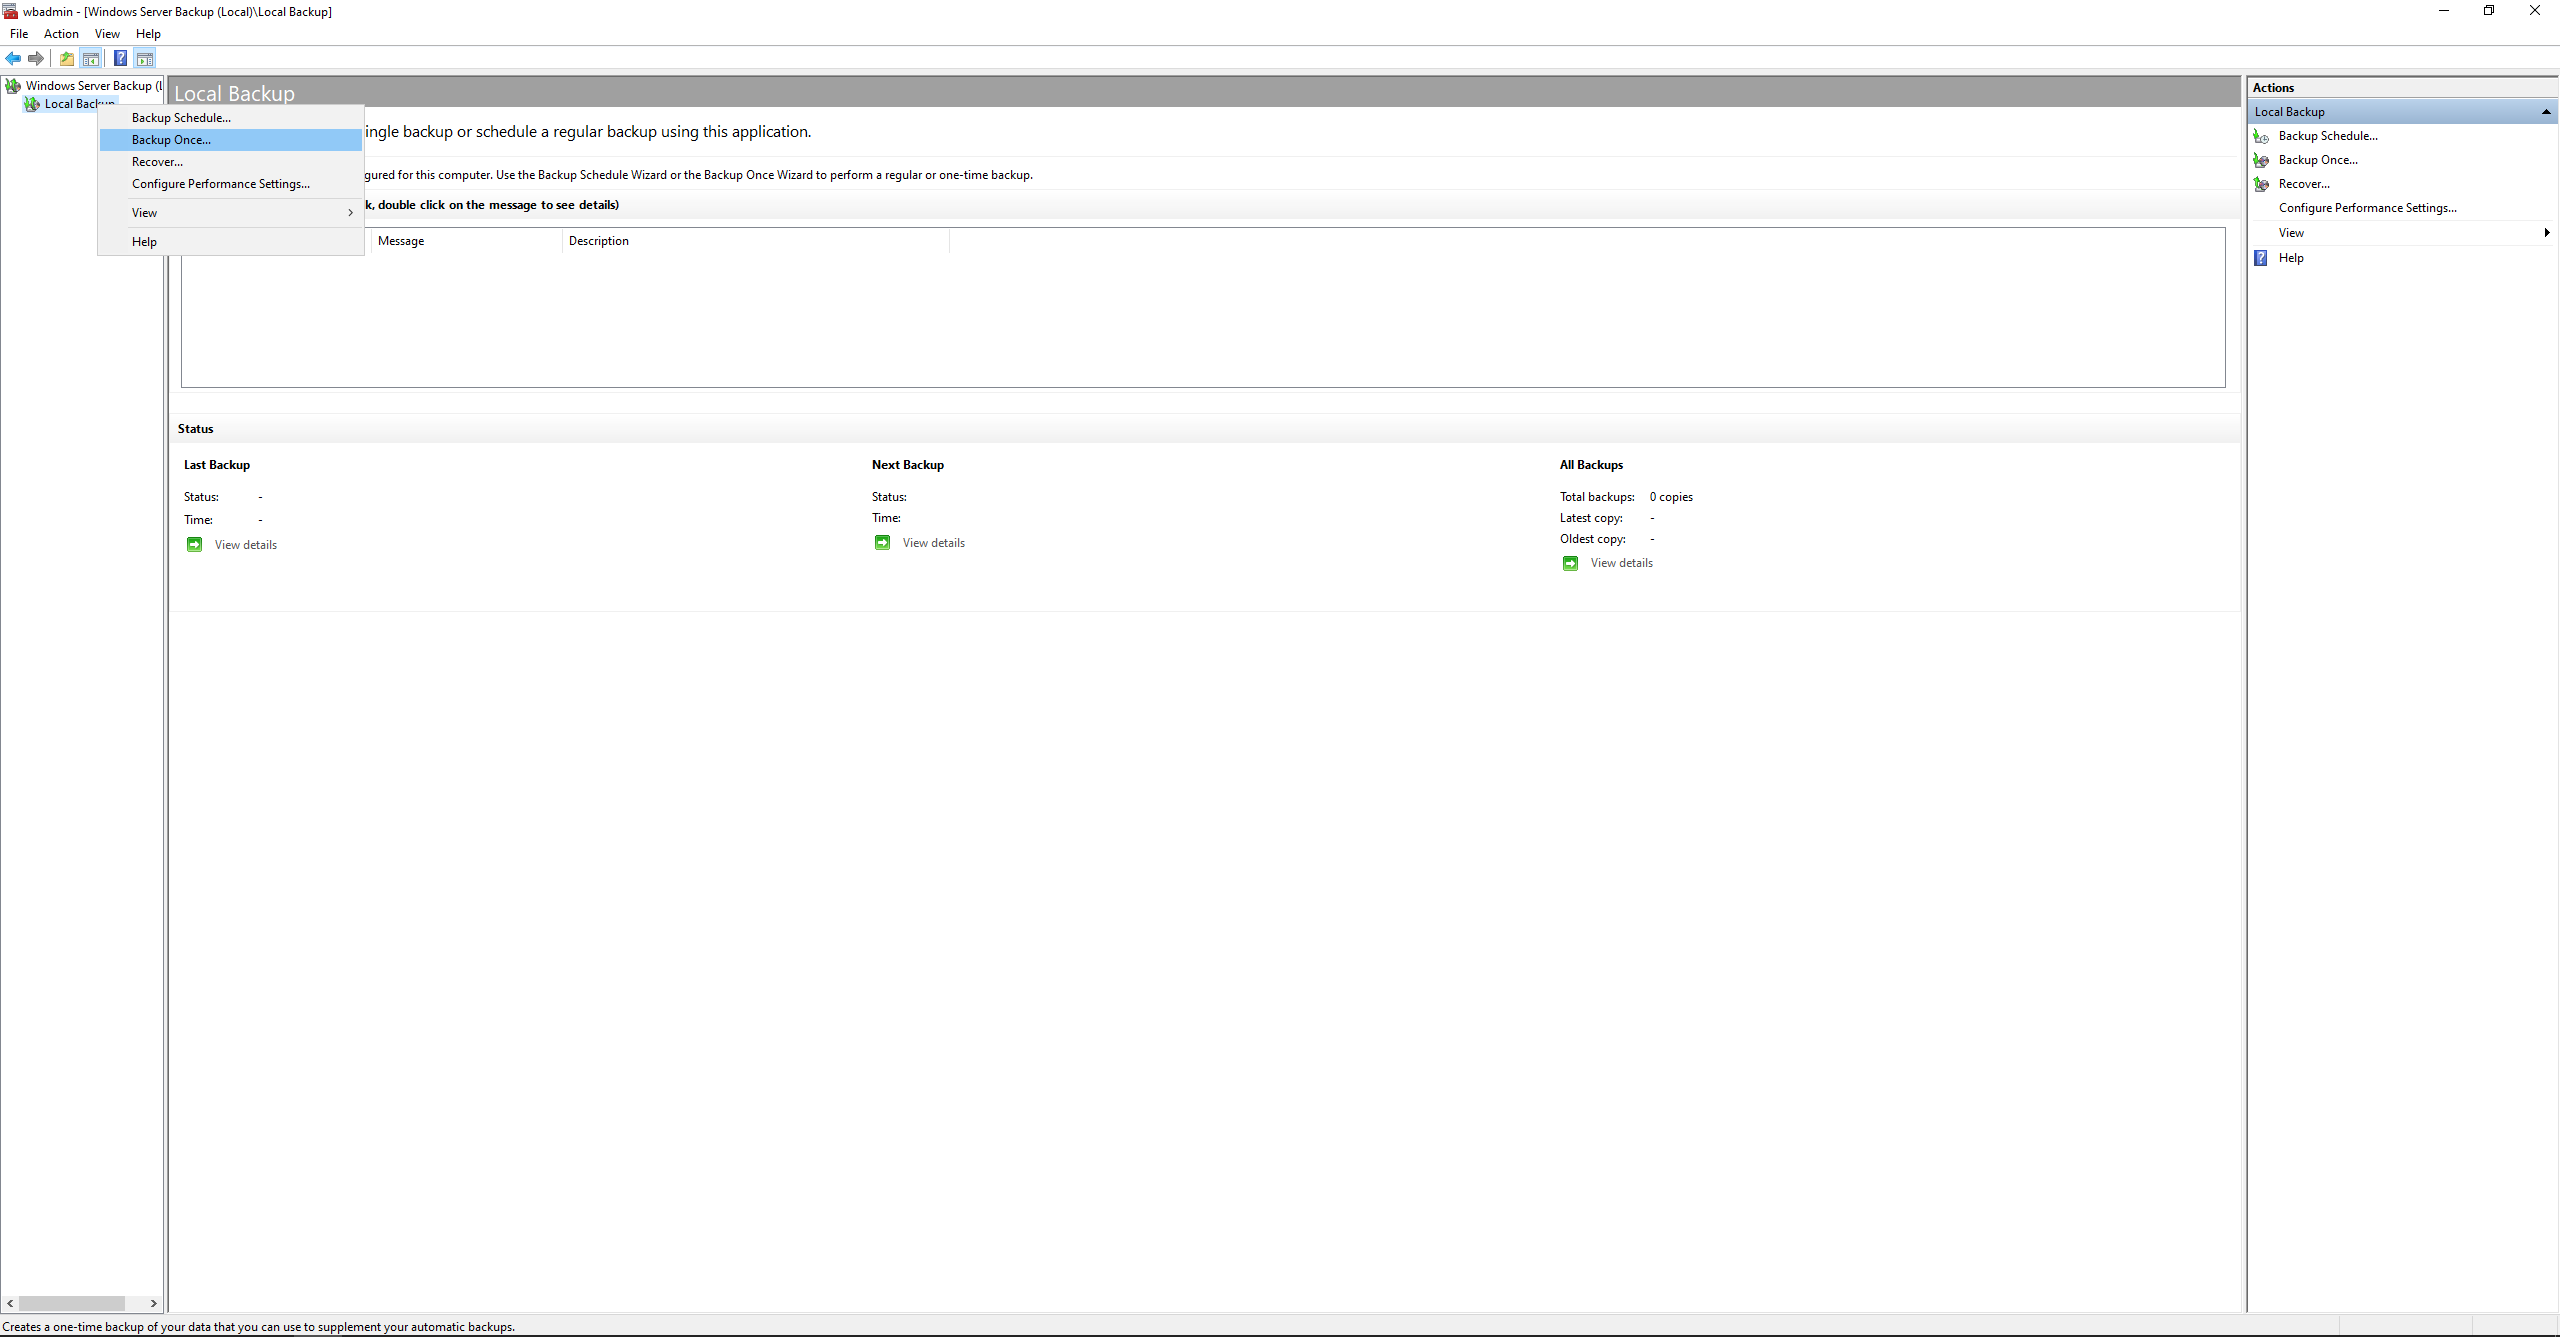 wbadmin - [Windows Server Backup (Local)\Local Backup]
File Action View Help
Windows Server Backup (L
Local Backup
Backup Schedule...
Backup Once...
Recover...
Configure Performance Settings...
View
Help
Local Backup
ingle backup or schedule a regular backup using this application.
gured for this computer. Use the Backup Schedule Wizard or the Backup Once Wizard to perform a regular or one-time backup.
k, double click on the message to see details)
Message Description
Status
Last Backup
Status: -
Time: -
View details
Next Backup
Status:
Time:
View details
All Backups
Total backups: 0 copies
Latest copy: -
Oldest copy: -
View details
Actions
Local Backup
Backup Schedule...
Backup Once...
Recover...
Configure Performance Settings...
View
Help
Creates a one-time backup of your data that you can use to supplement your automatic backups.